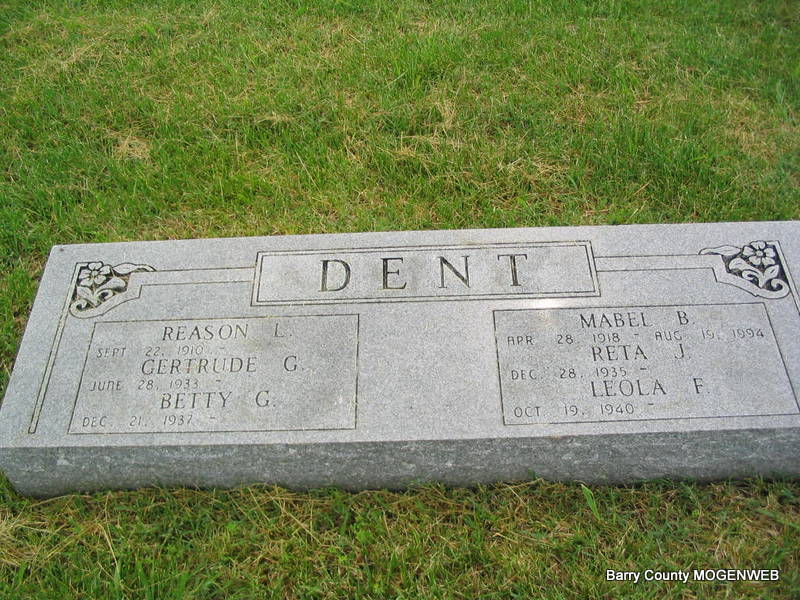 DENT
REASON L.
SEPT. 22, 1910 -
GERTRUDE G.
JUNE 28, 1933 -
BETTY G.
DEC. 21, 1937 -
MABEL B.
APR. 28, 1918 - AUG. 19, 1994
RETA J.
DEC. 28, 1935 -
LEOLA F.
OCT. 19, 1940 -
Barry County MOGENWEB